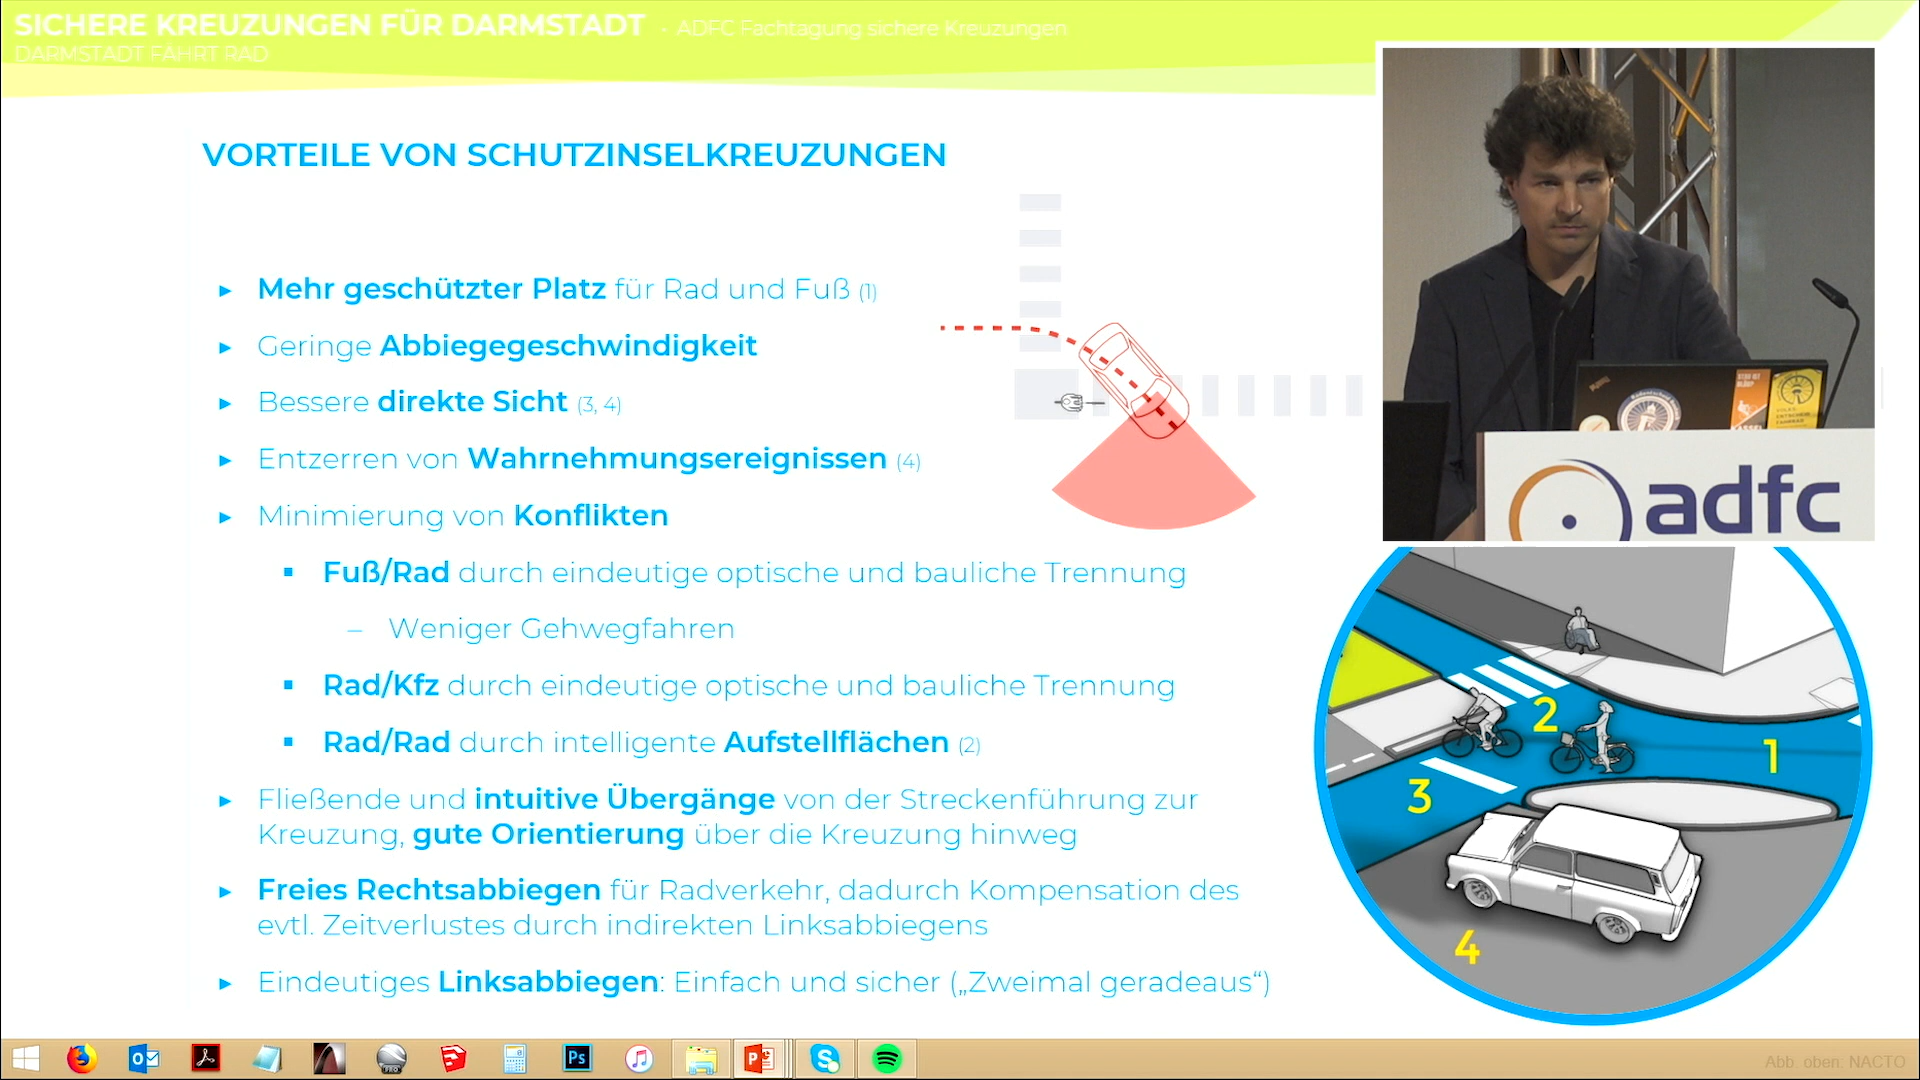 SICHERE KREUZUNGEN FÜR DARMSTADT - ADFC Fachtagung sichere Kreuzungen
DARMSTADT FÄHRT RAD
VORTEILE VON SCHUTZINSELKREUZUNGEN
► Mehr geschützter Platz für Rad und Fuß (1)
► Geringe Abbiegegeschwindigkeit
► Bessere direkte Sicht (3, 4)
► Entzerren von Wahrnehmungsereignissen (4)
► Minimierung von Konflikten
▪ Fuß/Rad durch eindeutige optische und bauliche Trennung
– Weniger Gehwegfahren
▪ Rad/Kfz durch eindeutige optische und bauliche Trennung
▪ Rad/Rad durch intelligente Aufstellflächen (2)
► Fließende und intuitive Übergänge von der Streckenführung zur
Kreuzung, gute Orientierung über die Kreuzung hinweg
► Freies Rechtsabbiegen für Radverkehr, dadurch Kompensation des
evtl. Zeitverlustes durch indirekten Linksabbiegens
► Eindeutiges Linksabbiegen: Einfach und sicher („Zweimal geradeaus“)
adfc
2
1
3
4
Ps
Abb. oben: NACTO